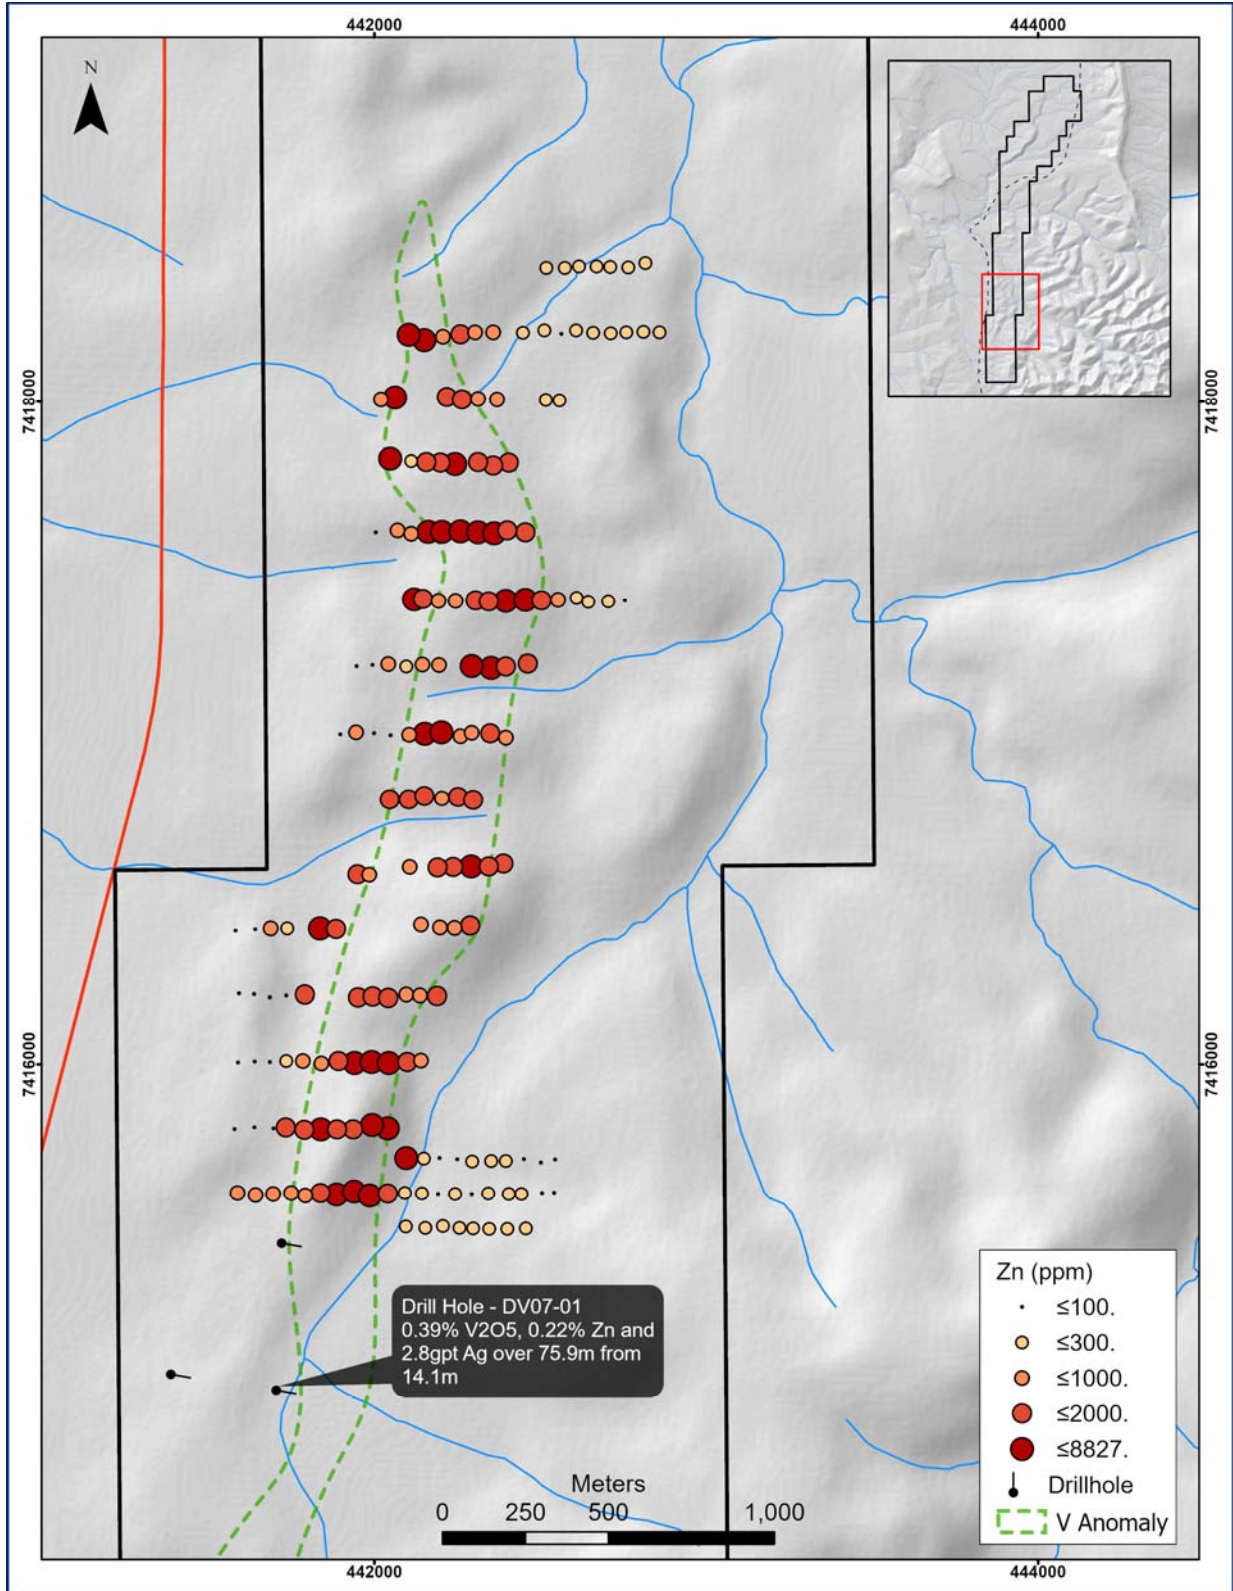 442000
444000
N
7418000
7418000
7416000
7416000
Drill Hole - DV07-01
0.39% V2O5, 0.22% Zn and
2.8gpt Ag over 75.9m from
14.1m
Zn (ppm)
≤100.
≤300.
≤1000.
≤2000.
≤8827.
Drillhole
V Anomaly
Meters
0 250 500 1,000
442000
444000